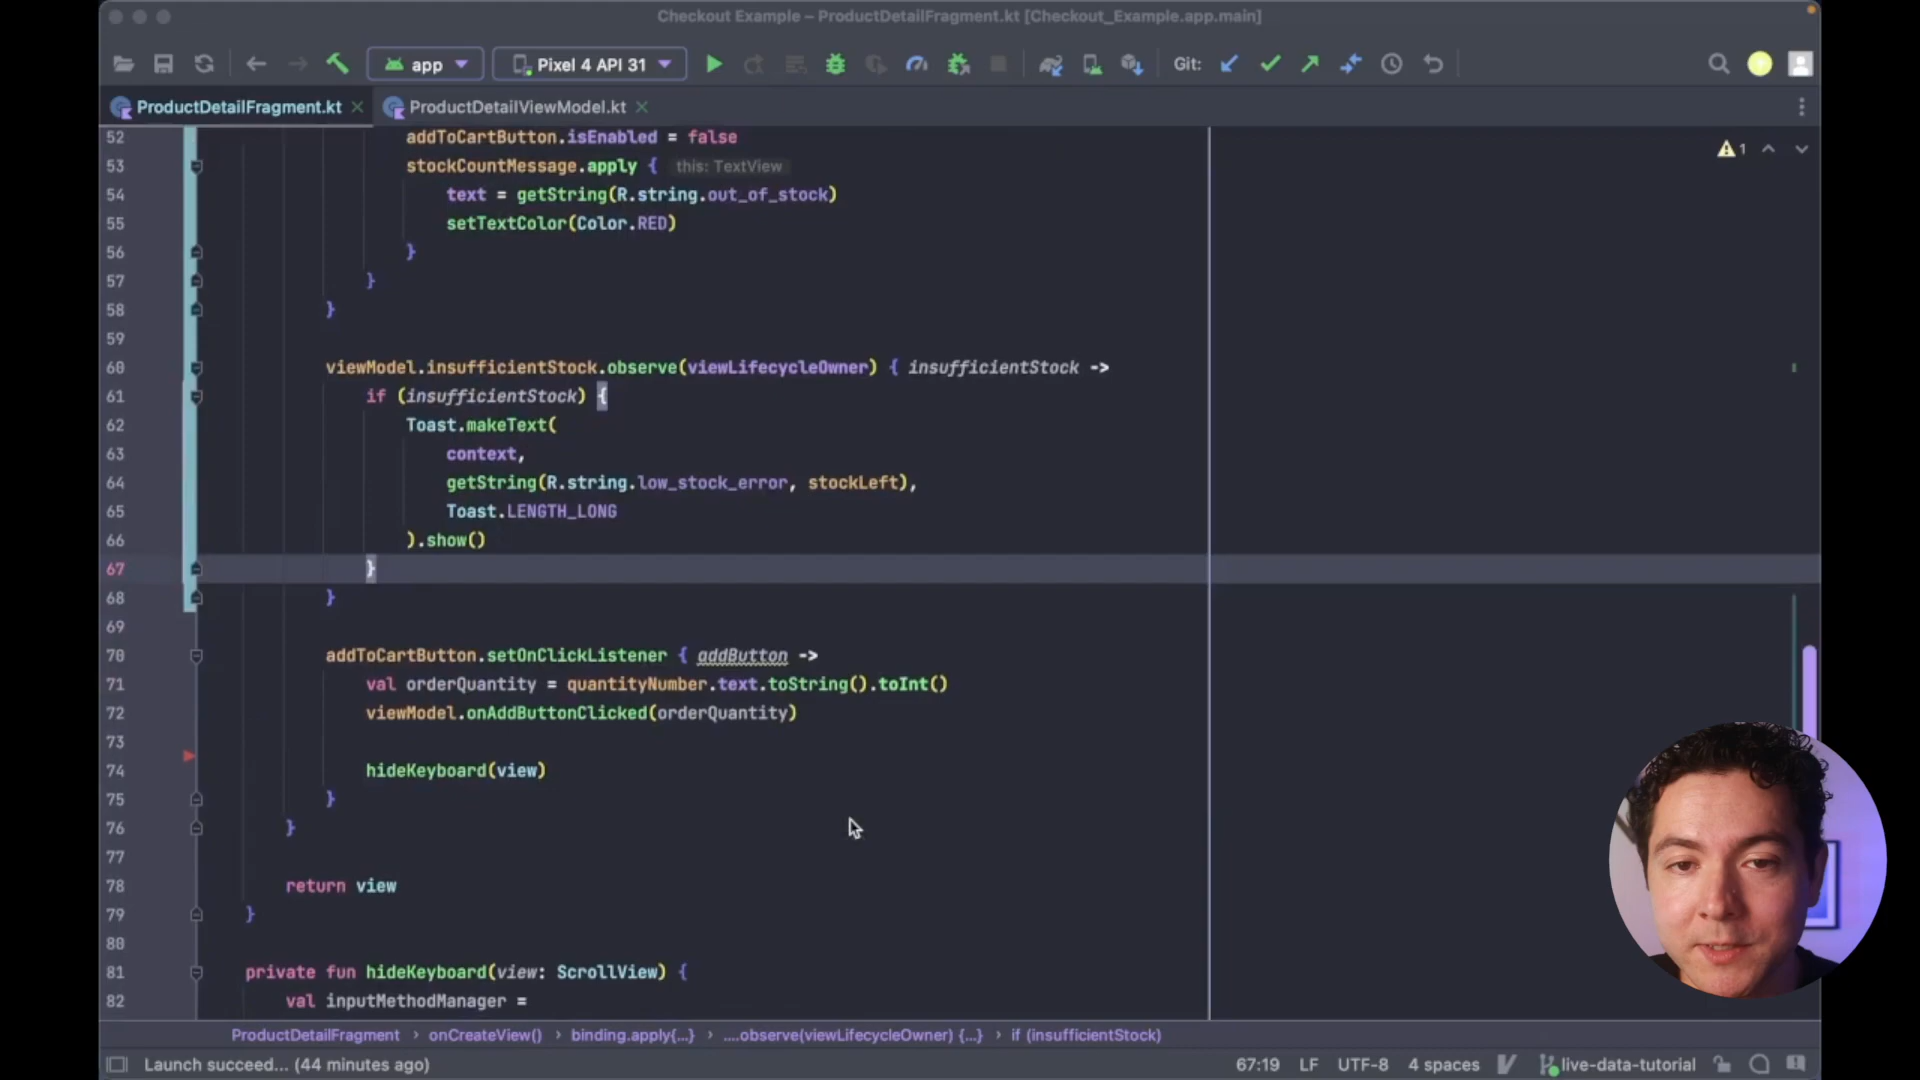 Checkout Example – ProductDetailFragment.kt [Checkout_Example.app.main]
app
Pixel 4 API 31
Git:
ProductDetailFragment.kt
ProductDetailViewModel.kt
1
52 addToCartButton.isEnabled = false
53 stockCountMessage.apply { this: TextView
54 text = getString(R.string.out_of_stock)
55 setTextColor(Color.RED)
56 }
57 }
58 }
59
60 viewModel.insufficientStock.observe(viewLifecycleOwner) { insufficientStock ->
61 if (insufficientStock) {
62 Toast.makeText(
63 context,
64 getString(R.string.low_stock_error, stockLeft),
65 Toast.LENGTH_LONG
66 ).show()
67 }
68 }
69
70 addToCartButton.setOnClickListener { addButton ->
71 val orderQuantity = quantityNumber.text.toString().toInt()
72 viewModel.onAddButtonClicked(orderQuantity)
73
74 hideKeyboard(view)
75 }
76 }
77
78 return view
79 }
80
81 private fun hideKeyboard(view: ScrollView) {
82 val inputMethodManager =
ProductDetailFragment › onCreateView() › binding.apply{...} › ....observe(viewLifecycleOwner) {...} › if (insufficientStock)
Launch succeed... (44 minutes ago)
67:19 LF UTF-8 4 spaces live-data-tutorial